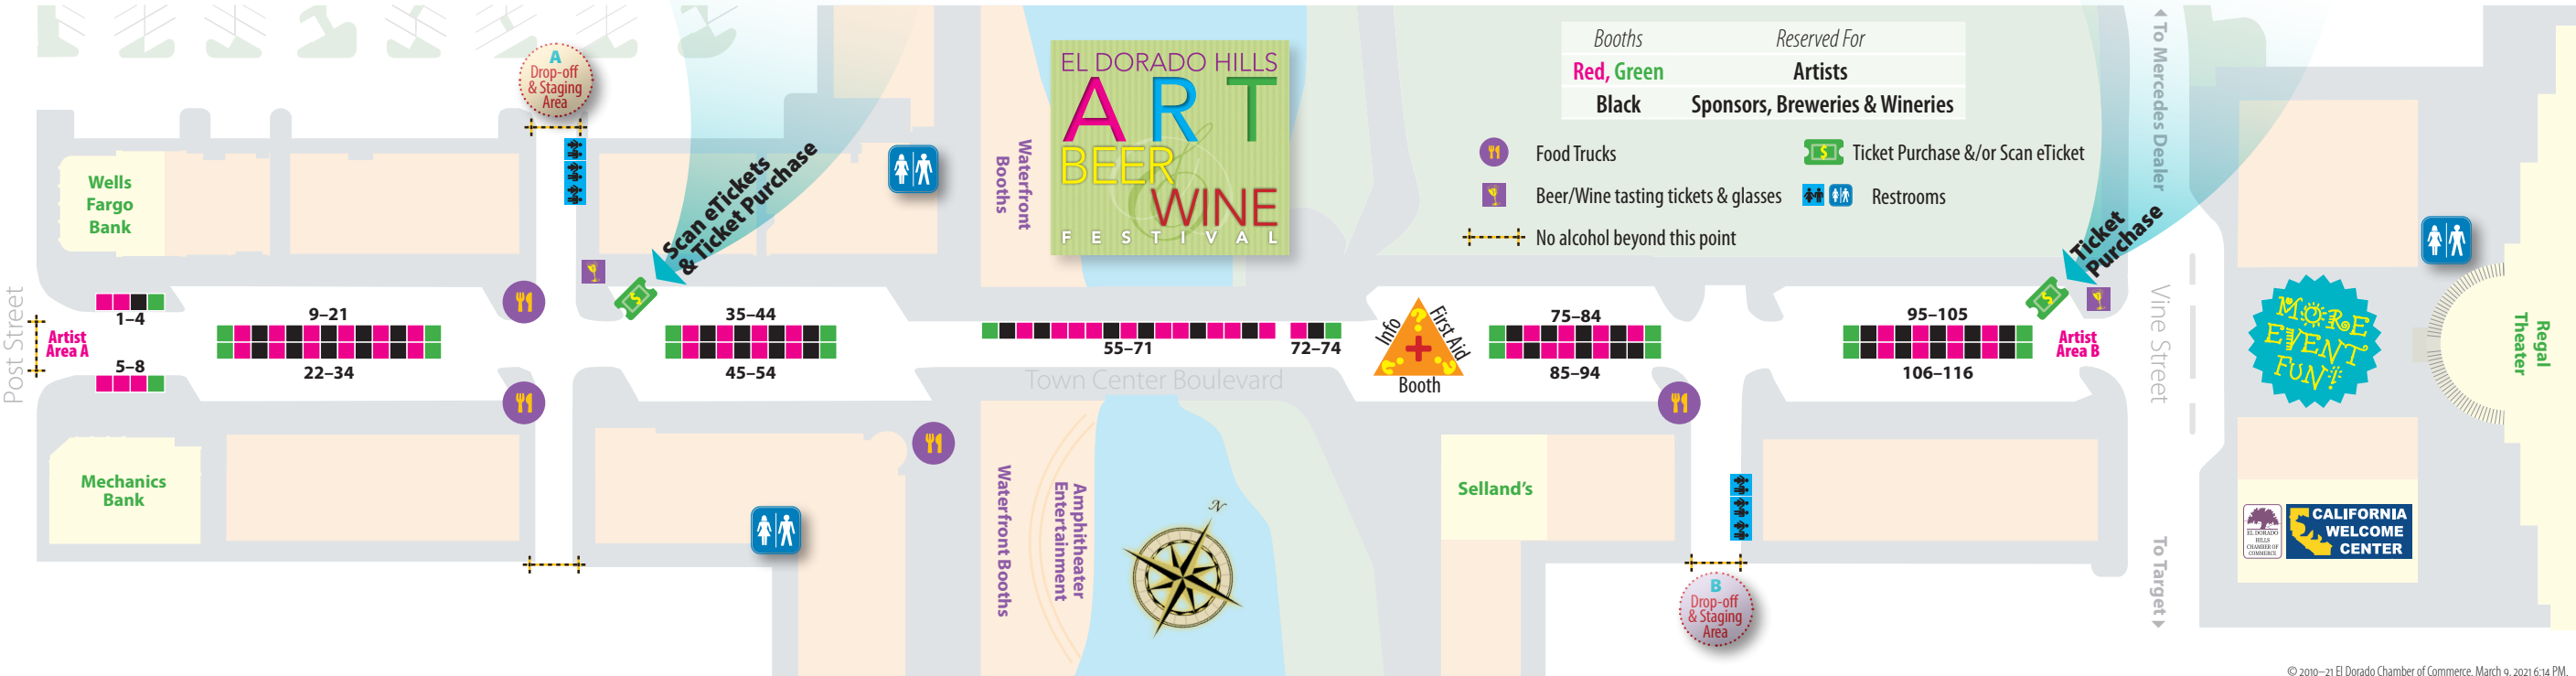 A
Drop-off
& Staging
Area
Wells
Fargo
Bank
Scan eTickets
& Ticket Purchase
Waterfront
Booths
EL DORADO HILLS
ART
&
BEER
WINE
FESTIVAL
Booths Reserved For
Red, Green Artists
Black Sponsors, Breweries & Wineries
Food Trucks
$ Ticket Purchase &/or Scan eTicket
Beer/Wine tasting tickets & glasses
Restrooms
No alcohol beyond this point
To Mercedes Dealer
Ticket
Purchase
$
$
Post Street
Artist
Area A
1–4
5–8
9–21
22–34
35–44
45–54
55–71
72–74
Town Center Boulevard
Info
?
First Aid
?
?
Booth
75–84
85–94
95–105
106–116
Artist
Area B
Vine Street
MORE
EVENT
FUN!
Regal
Theater
Mechanics
Bank
Waterfront Booths
Amphitheater
Entertainment
N
Selland's
B
Drop-off
& Staging
Area
To Target
EL DORADO
HILLS
CHAMBER OF
COMMERCE
CALIFORNIA
WELCOME
CENTER
© 2010–21 El Dorado Chamber of Commerce. March 9, 2021 6:14 PM.